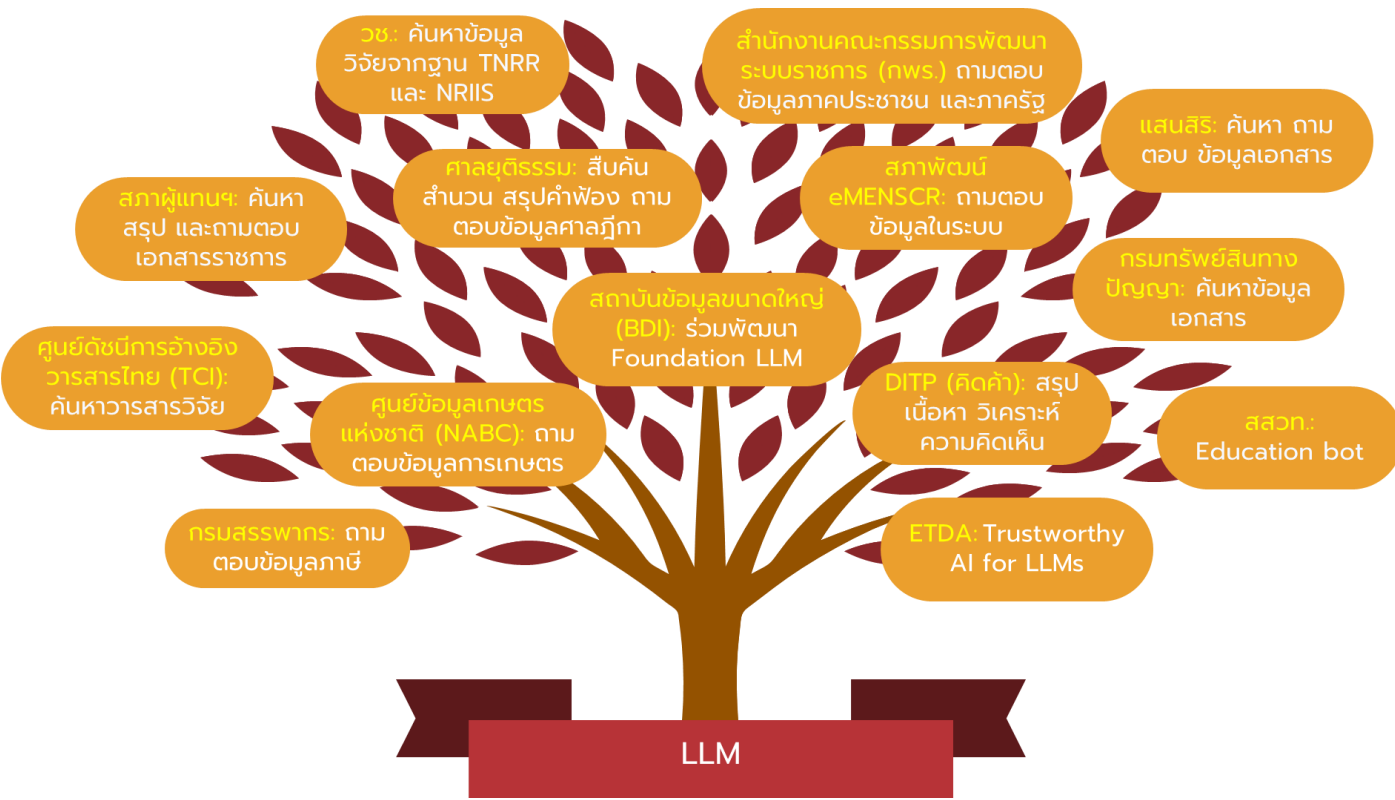 วช.: ค้นหาข้อมูล
วิจัยจากฐาน TNRR
และ NRIIS
สำนักงานคณะกรรมการพัฒนา
ระบบราชการ (กพร.) ถามตอบ
ข้อมูลภาคประชาชน และภาครัฐ
แสนสิริ: ค้นหา ถาม
ตอบ ข้อมูลเอกสาร
ศาลยุติธรรม: สืบค้น
สำนวน สรุปคำฟ้อง ถาม
ตอบข้อมูลศาลฎีกา
สภาพัฒน์
eMENSCR: ถามตอบ
ข้อมูลในระบบ
สภาผู้แทนฯ: ค้นหา
สรุป และถามตอบ
เอกสารราชการ
กรมทรัพย์สินทาง
ปัญญา: ค้นหาข้อมูล
เอกสาร
สถาบันข้อมูลขนาดใหญ่
(BDI): ร่วมพัฒนา
Foundation LLM
ศูนย์ดัชนีการอ้างอิง
วารสารไทย (TCI):
ค้นหาวารสารวิจัย
ศูนย์ข้อมูลเกษตร
แห่งชาติ (NABC): ถาม
ตอบข้อมูลการเกษตร
DITP (คิดค้า): สรุป
เนื้อหา วิเคราะห์
ความคิดเห็น
สสวท.:
Education bot
กรมสรรพากร: ถาม
ตอบข้อมูลภาษี
ETDA: Trustworthy
AI for LLMs
LLM